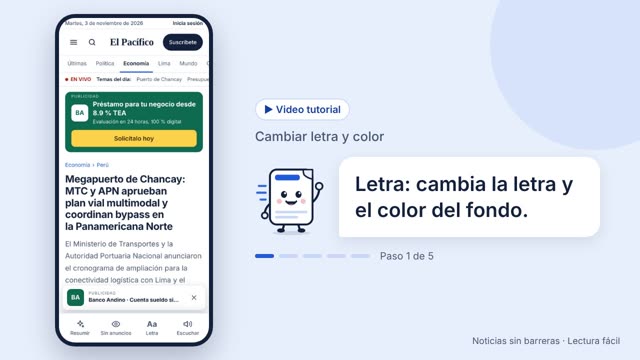 Martes, 3 de noviembre de 2026
Inicia sesión
El Pacífico
Suscríbete
Últimas Política Economía Lima Mundo
EN VIVO Temas del día: Puerto de Chancay Presupue
PUBLICIDAD
BA
Préstamo para tu negocio desde
8.9 % TEA
Evaluación en 24 horas, 100 % digital
Solicítalo hoy
Economía › Perú
Megapuerto de Chancay:
MTC y APN aprueban
plan vial multimodal y
coordinan bypass en
la Panamericana Norte
El Ministerio de Transportes y la
Autoridad Portuaria Nacional anunciaron
el cronograma de ampliación para la
conectividad logística con Lima y el
BA
PUBLICIDAD
Banco Andino · Cuenta sueldo si...
Resumir Sin anuncios Aa Letra Escuchar
Video tutorial
Cambiar letra y color
Letra: cambia la letra y
el color del fondo.
Paso 1 de 5
Noticias sin barreras · Lectura fácil